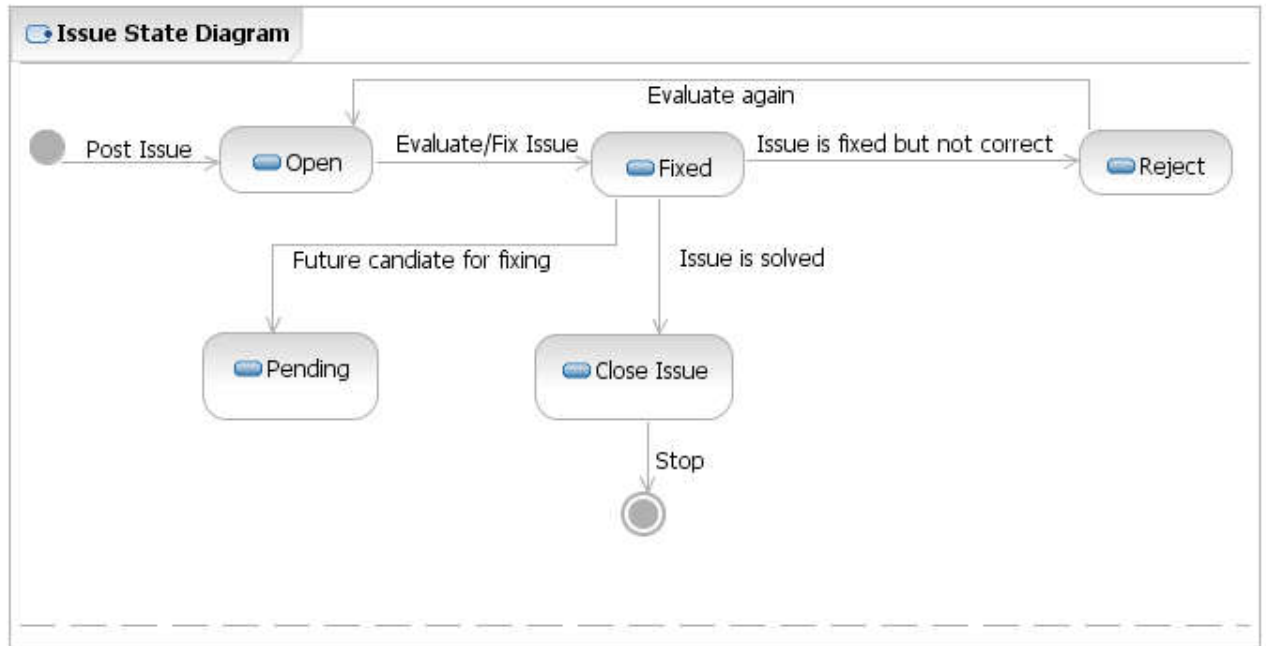 Issue State Diagram
Evaluate again
Post Issue
Open
Evaluate/Fix Issue
Fixed
Issue is fixed but not correct
Reject
Future candiate for fixing
Issue is solved
Pending
Close Issue
Stop